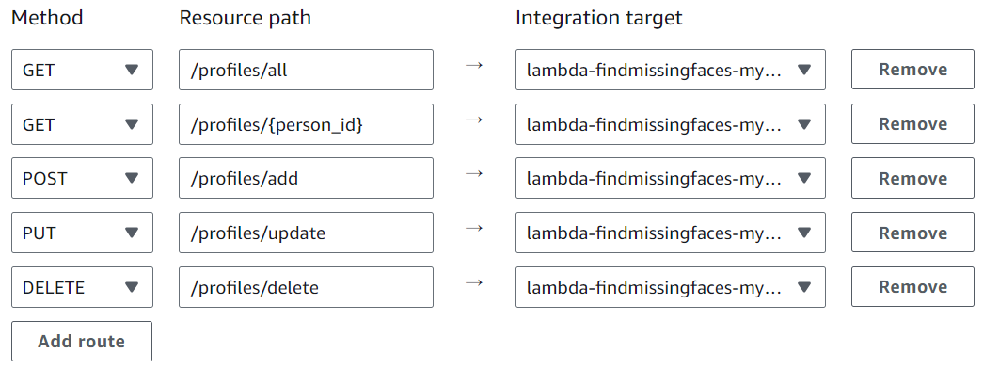 Method Resource path Integration target
GET /profiles/all → lambda-findmissingfaces-my... Remove
GET /profiles/{person_id} → lambda-findmissingfaces-my... Remove
POST /profiles/add → lambda-findmissingfaces-my... Remove
PUT /profiles/update → lambda-findmissingfaces-my... Remove
DELETE /profiles/delete → lambda-findmissingfaces-my... Remove
Add route